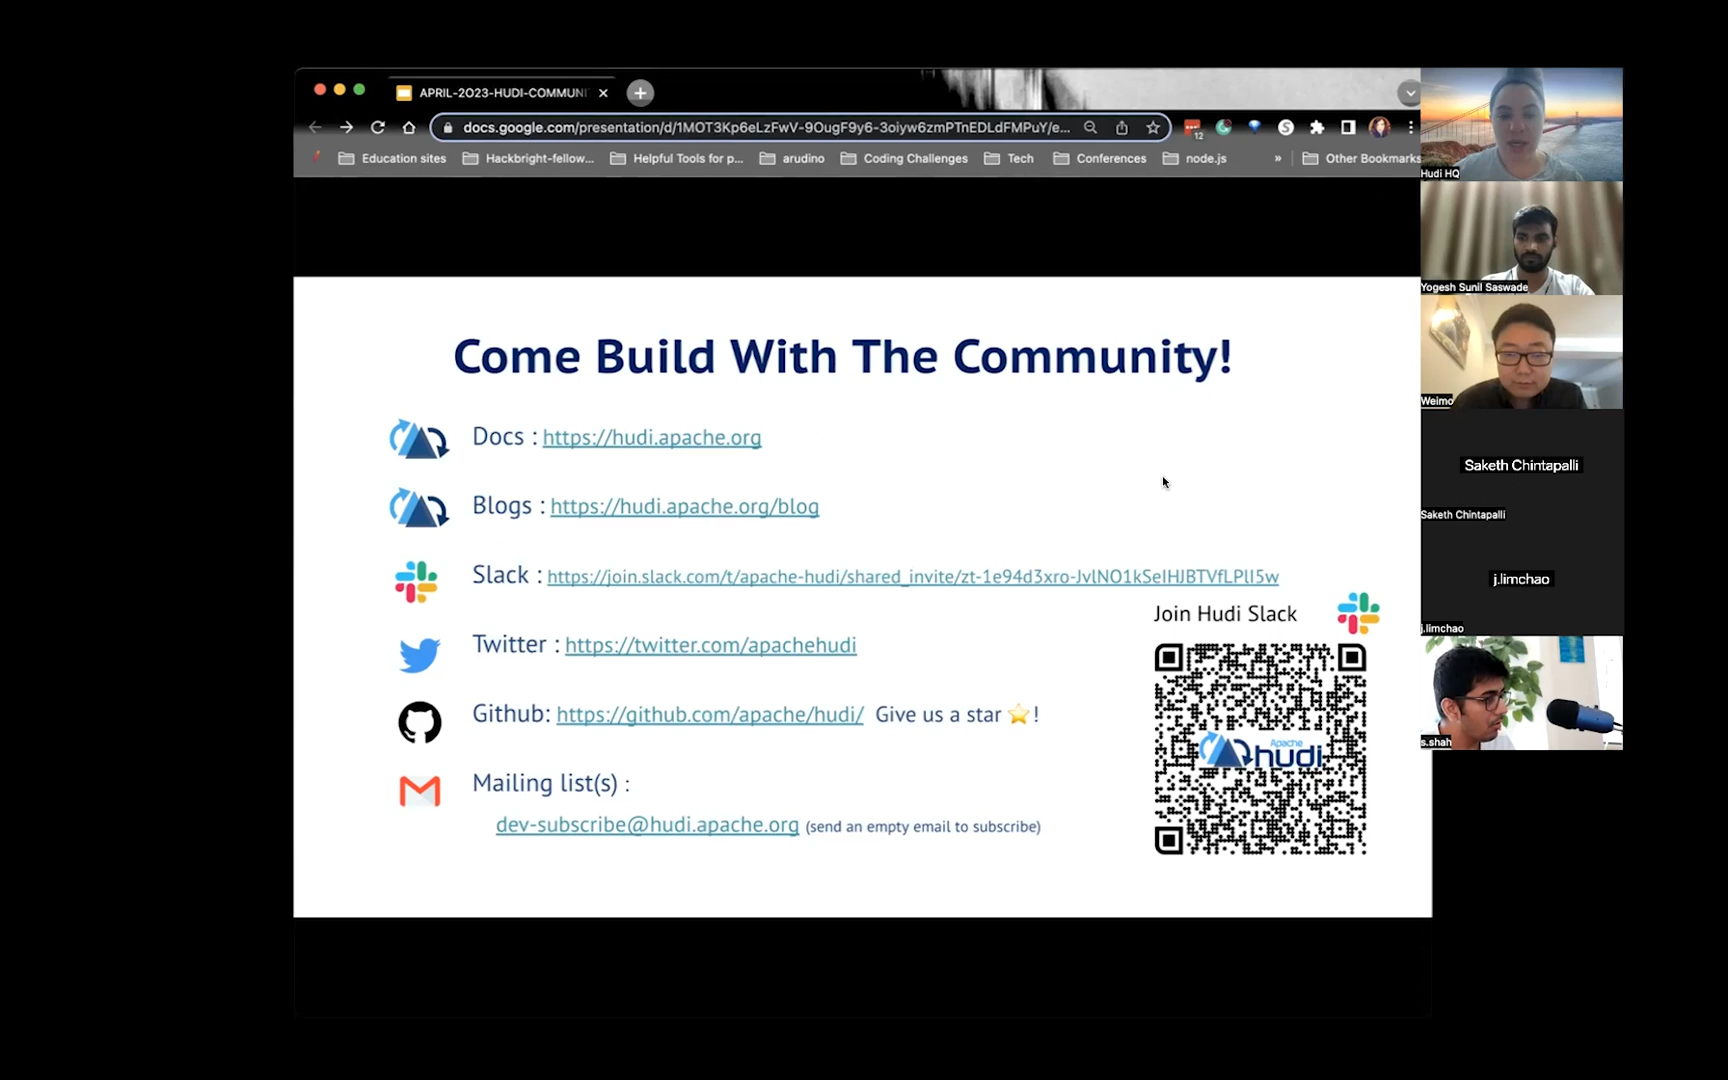 APRIL-2023-HUDI-COMMUNI
docs.google.com/presentation/d/1MOT3Kp6eLzFwV-9OugF9y6-3oiyw6zmPTnEDLdFMPuY/e...
12
Education sites
Hackbright-fellow...
Helpful Tools for p...
arudino
Coding Challenges
Tech
Conferences
node.js
»
Other Bookmarks
Come Build With The Community!
Docs : https://hudi.apache.org
Blogs : https://hudi.apache.org/blog
Slack : https://join.slack.com/t/apache-hudi/shared_invite/zt-1e94d3xro-JvlNO1kSeIHJBTVfLPlI5w
Join Hudi Slack
Twitter : https://twitter.com/apachehudi
Github: https://github.com/apache/hudi/ Give us a star ⭐!
Apache
hudi
Mailing list(s) :
dev-subscribe@hudi.apache.org (send an empty email to subscribe)
Hudi HQ
Yogesh Sunil Saswade
Weimo
Saketh Chintapalli
Saketh Chintapalli
j.limchao
j.limchao
s.shah